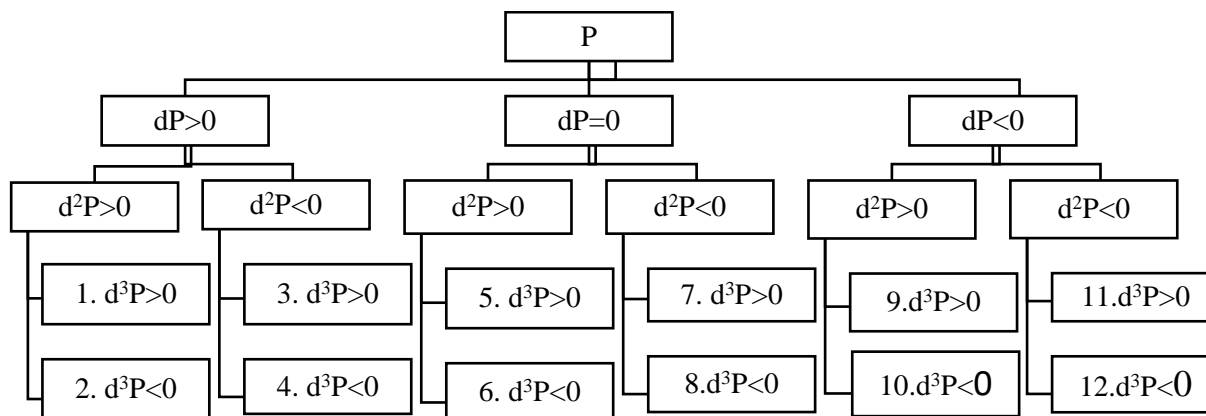 P
dP>0
dP=0
dP<0
d²P>0
d²P<0
d²P>0
d²P<0
d²P>0
d²P<0
1. d³P>0
3. d³P>0
5. d³P>0
7. d³P>0
9.d³P>0
11.d³P>0
2. d³P<0
4. d³P<0
6. d³P<0
8.d³P<0
10.d³P<0
12.d³P<0